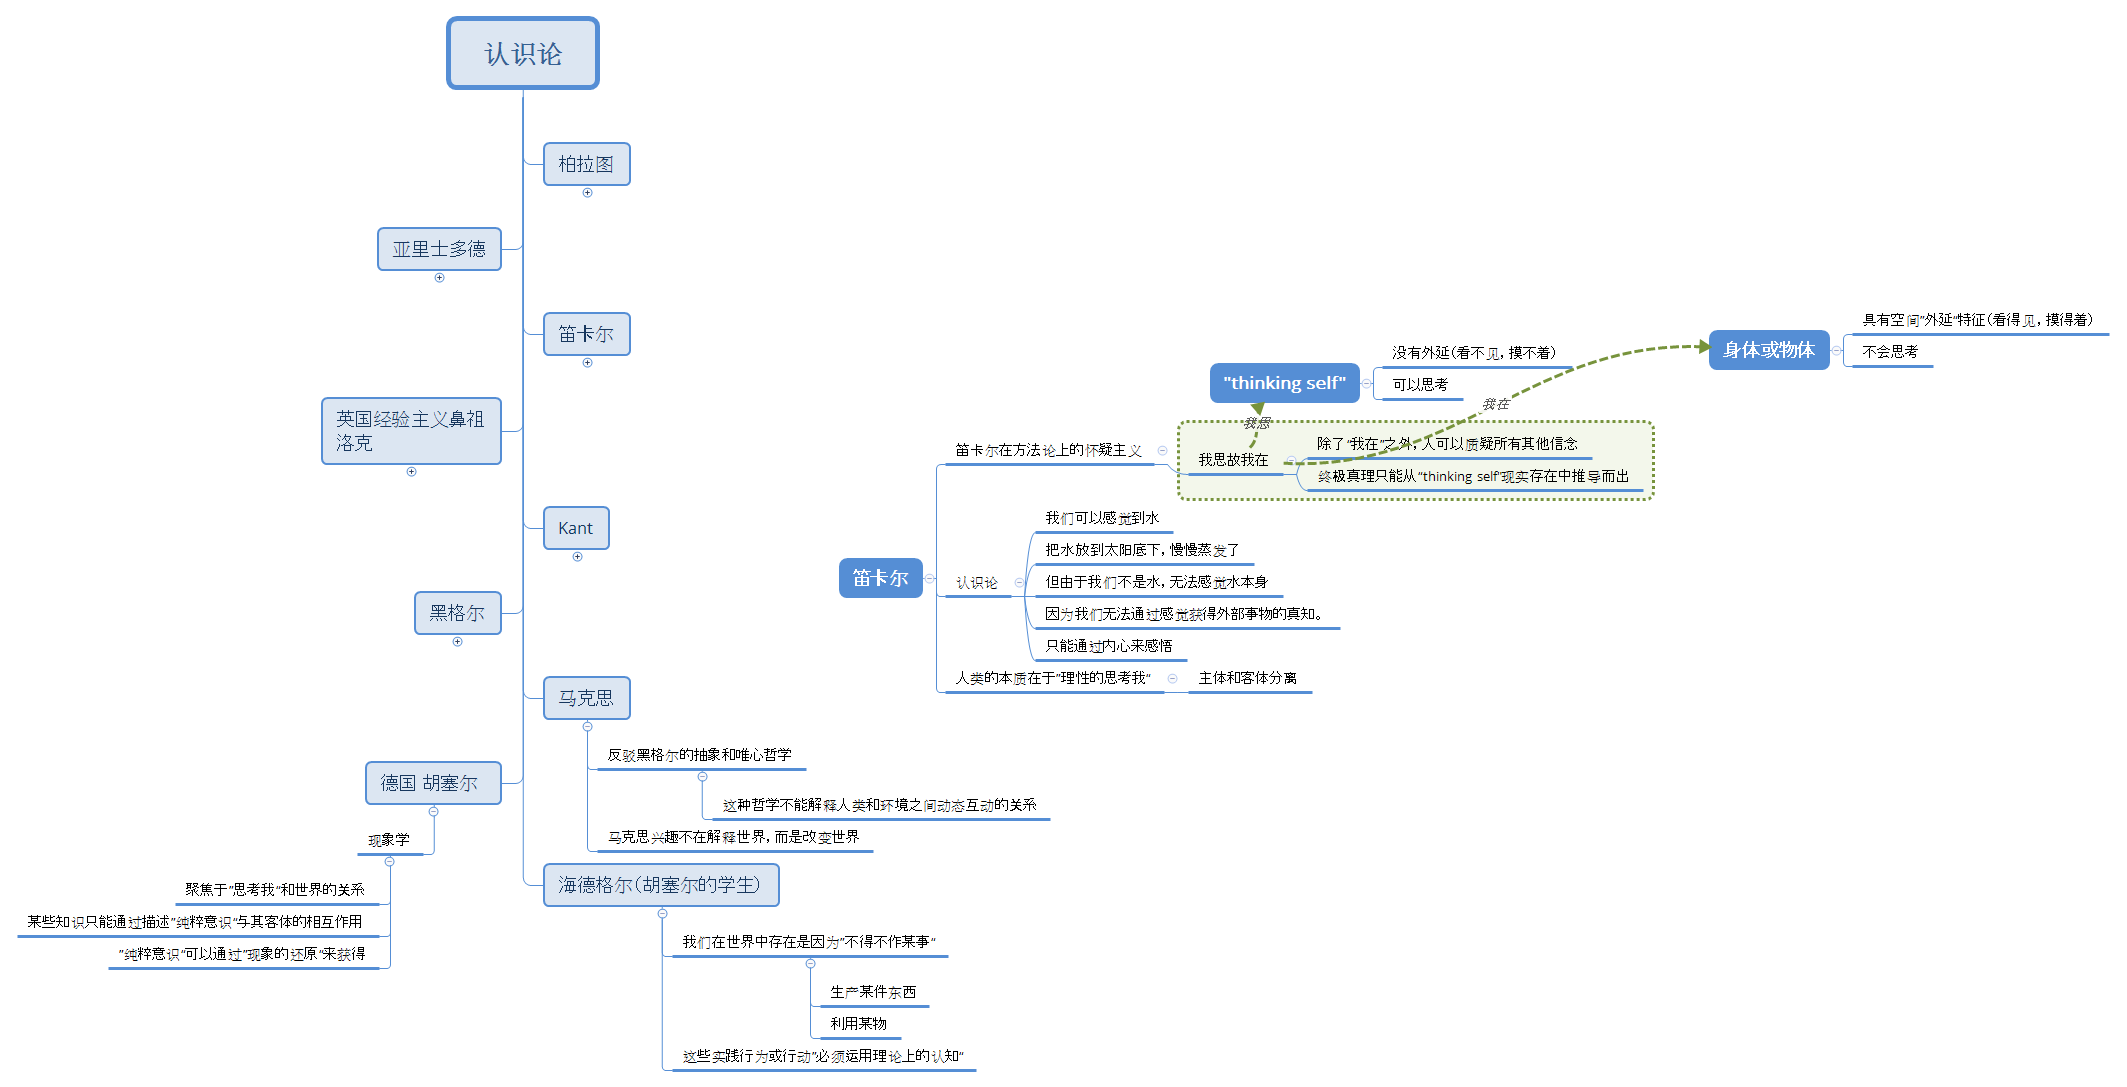 认识论
柏拉图
亚里士多德
笛卡尔
英国经验主义鼻祖
洛克
Kant
黑格尔
马克思
反驳黑格尔的抽象和唯心哲学
这种哲学不能解释人类和环境之间动态互动的关系
马克思兴趣不在解释世界，而是改变世界
德国 胡塞尔
现象学
聚焦于"思考我"和世界的关系
某些知识只能通过描述"纯粹意识"与其客体的相互作用
"纯粹意识"可以通过"现象的还原"来获得
海德格尔（胡塞尔的学生）
我们在世界中存在是因为"不得不作某事"
生产某件东西
利用某物
这些实践行为或行动"必须运用理论上的认知"
笛卡尔
笛卡尔在方法论上的怀疑主义
我思故我在
除了"我在"之外，人可以质疑所有其他信念
终极真理只能从"thinking self"现实存在中推导而出
我思
"thinking self"
没有外延（看不见，摸不着）
可以思考
我在
身体或物体
具有空间"外延"特征（看得见，摸得着）
不会思考
认识论
我们可以感觉到水
把水放到太阳底下，慢慢蒸发了
但由于我们不是水，无法感觉水本身
因为我们无法通过感觉获得外部事物的真知。
只能通过内心来感悟
人类的本质在于"理性的思考我"
主体和客体分离